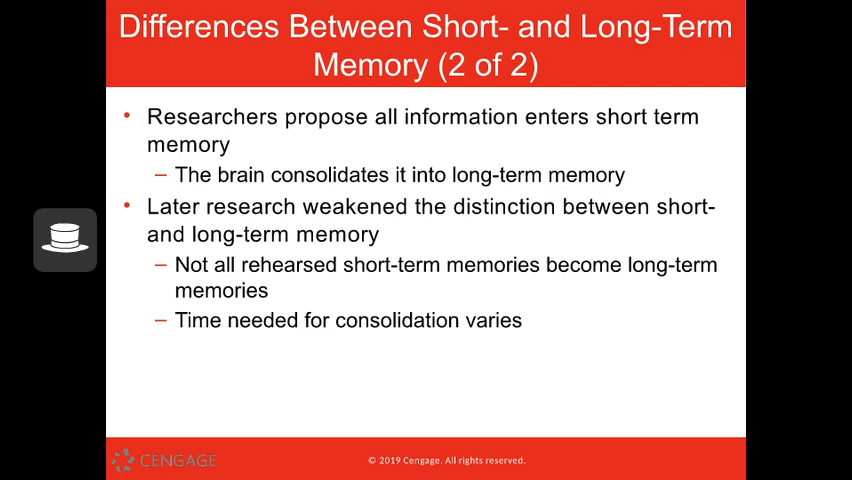 Differences Between Short- and Long-Term
Memory (2 of 2)
• Researchers propose all information enters short term
memory
– The brain consolidates it into long-term memory
• Later research weakened the distinction between short-
and long-term memory
– Not all rehearsed short-term memories become long-term
memories
– Time needed for consolidation varies
CENGAGE
© 2019 Cengage. All rights reserved.